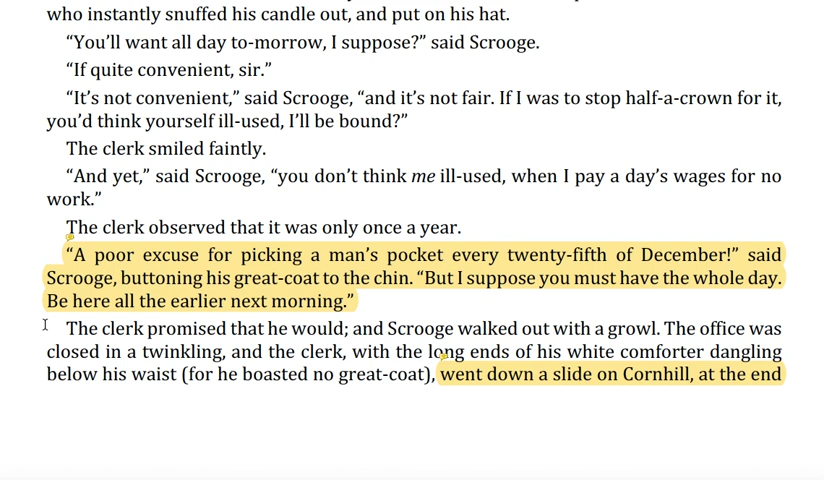 who instantly snuffed his candle out, and put on his hat.
“You’ll want all day to-morrow, I suppose?” said Scrooge.
“If quite convenient, sir.”
“It’s not convenient,” said Scrooge, “and it’s not fair. If I was to stop half-a-crown for it,
you’d think yourself ill-used, I’ll be bound?”
The clerk smiled faintly.
“And yet,” said Scrooge, “you don’t think me ill-used, when I pay a day’s wages for no
work.”
The clerk observed that it was only once a year.
“A poor excuse for picking a man’s pocket every twenty-fifth of December!” said
Scrooge, buttoning his great-coat to the chin. “But I suppose you must have the whole day.
Be here all the earlier next morning.”
The clerk promised that he would; and Scrooge walked out with a growl. The office was
closed in a twinkling, and the clerk, with the long ends of his white comforter dangling
below his waist (for he boasted no great-coat), went down a slide on Cornhill, at the end